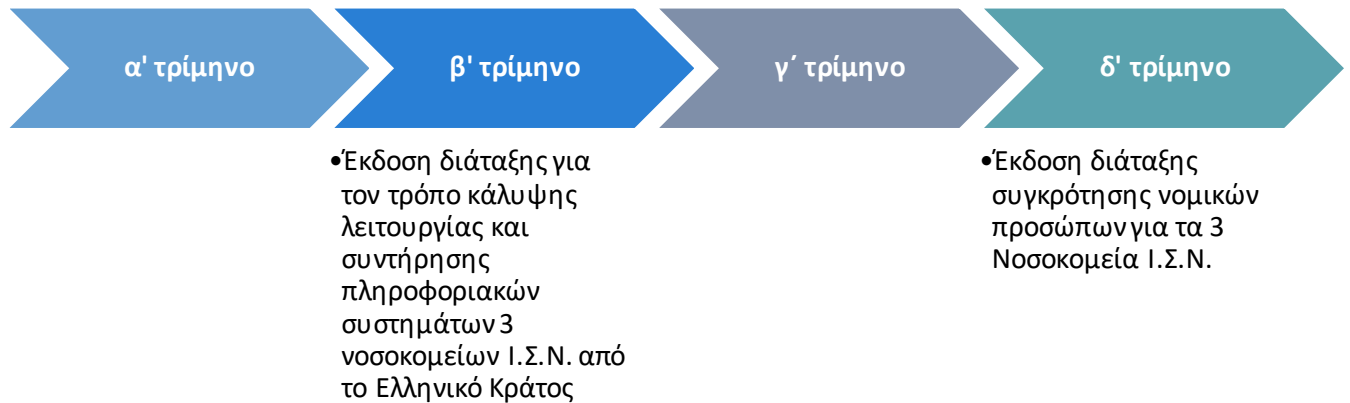 α' τρίμηνο
β' τρίμηνο
γ΄ τρίμηνο
δ' τρίμηνο
•Έκδοση διάταξης για
τον τρόπο κάλυψης
λειτουργίας και
συντήρησης
πληροφοριακών
συστημάτων 3
νοσοκομείων Ι.Σ.Ν. από
το Ελληνικό Κράτος
•Έκδοση διάταξης
συγκρότησης νομικών
προσώπων για τα 3
Νοσοκομεία Ι.Σ.Ν.